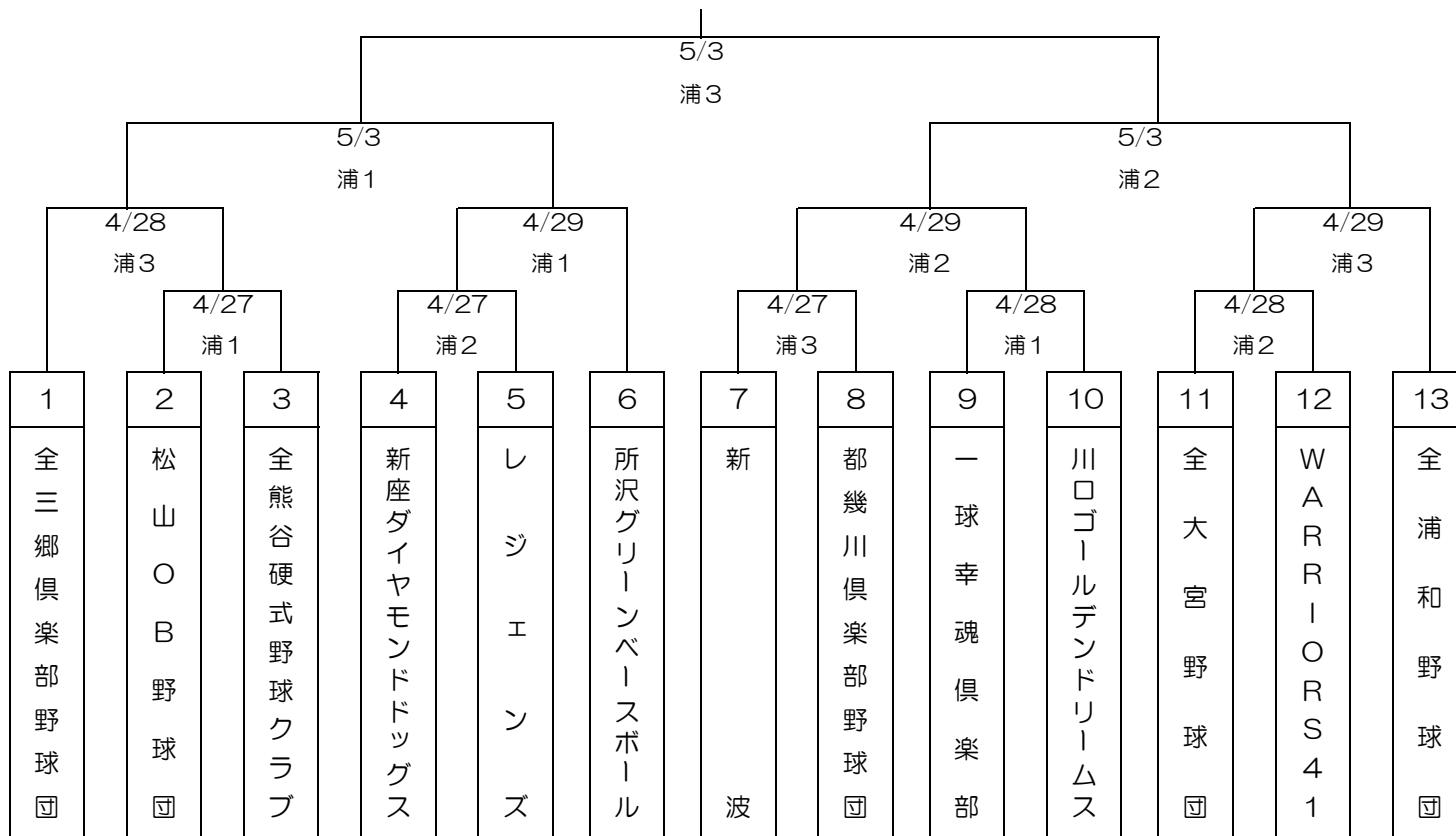 5/3
浦3
5/3
5/3
浦1
浦2
4/28
4/29
4/29
4/29
浦3
浦1
浦2
浦3
4/27
4/27
4/27
4/28
4/28
浦1
浦2
浦3
浦1
浦2
1
2
3
4
5
6
7
8
9
10
11
12
13
全三郷倶楽部野球団
松山OB野球団
全熊谷硬式野球クラブ
新座ダイヤモンドドッグス
レジェンズ
所沢グリーンベースボール
新波
都幾川倶楽部野球団
一球幸魂倶楽部
川口ゴールデンドリームス
全大宮野球団
WARRIORS41
全浦和野球団